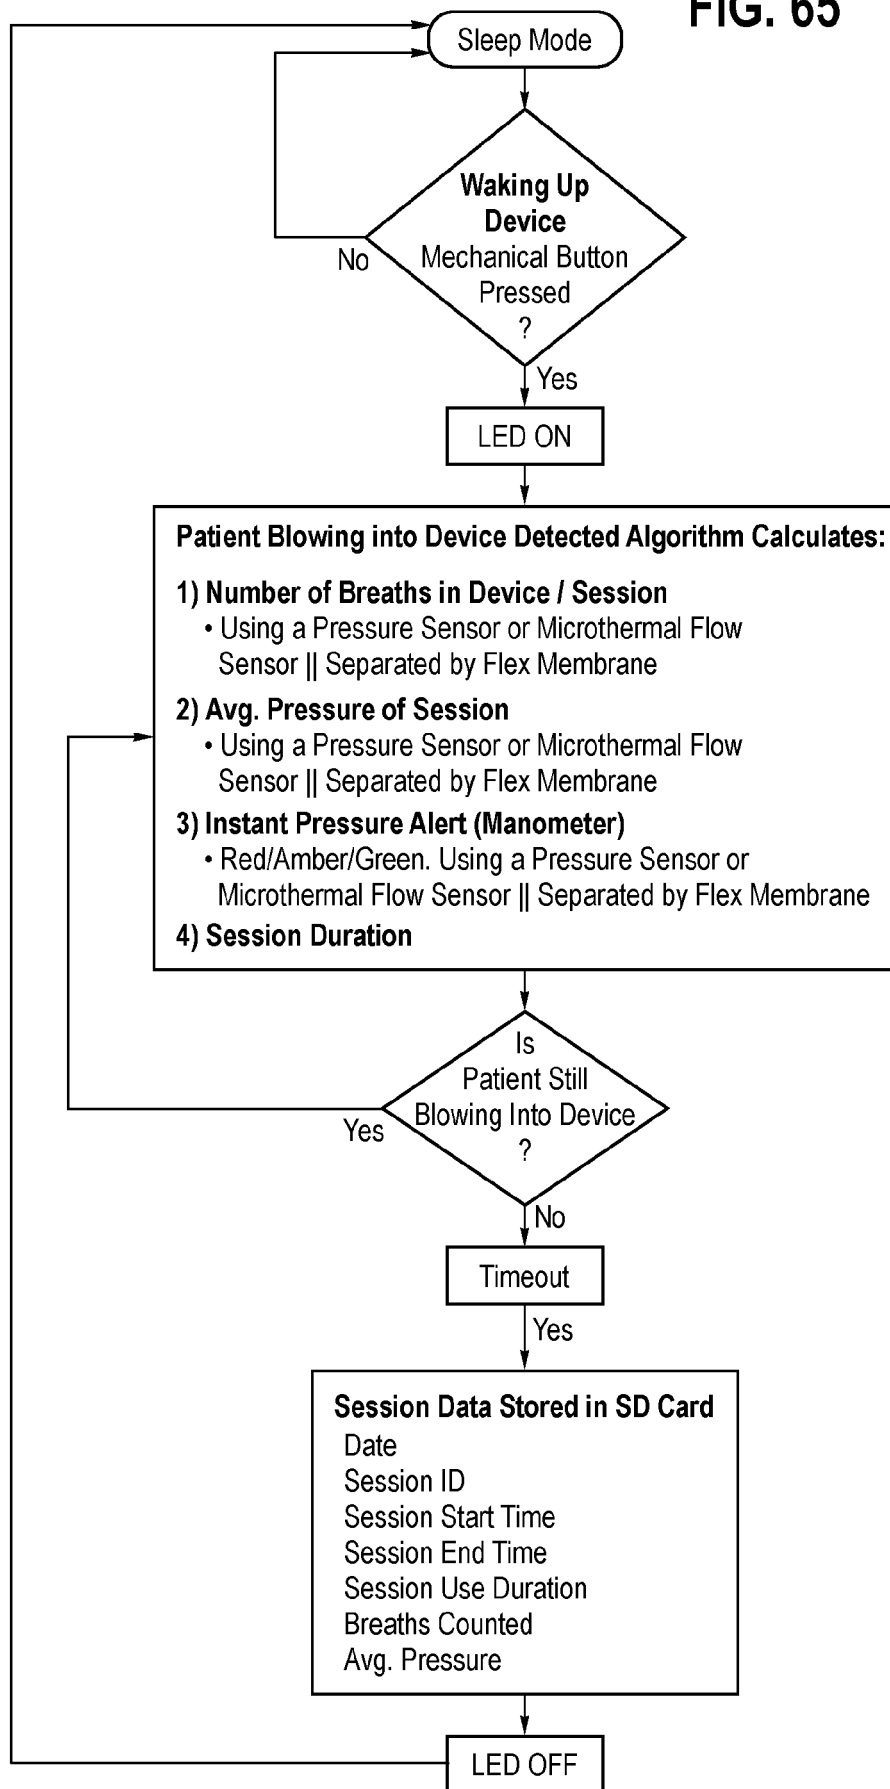 FIG. 65
Sleep Mode
Waking Up
Device
Mechanical Button
Pressed
?
No
Yes
LED ON
Patient Blowing into Device Detected Algorithm Calculates:
1) Number of Breaths in Device / Session
• Using a Pressure Sensor or Microthermal Flow
Sensor || Separated by Flex Membrane
2) Avg. Pressure of Session
• Using a Pressure Sensor or Microthermal Flow
Sensor || Separated by Flex Membrane
3) Instant Pressure Alert (Manometer)
• Red/Amber/Green. Using a Pressure Sensor or
Microthermal Flow Sensor || Separated by Flex Membrane
4) Session Duration
Is
Patient Still
Blowing Into Device
?
Yes
No
Timeout
Yes
Session Data Stored in SD Card
Date
Session ID
Session Start Time
Session End Time
Session Use Duration
Breaths Counted
Avg. Pressure
LED OFF